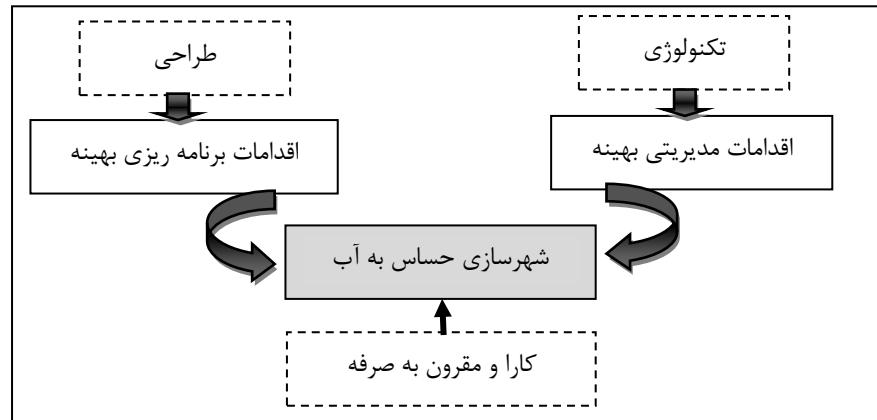 تکنولوژی
طراحی
اقدامات مدیریتی بهینه
اقدامات برنامه ریزی بهینه
شهرسازی حساس به آب
کارا و مقرون به صرفه